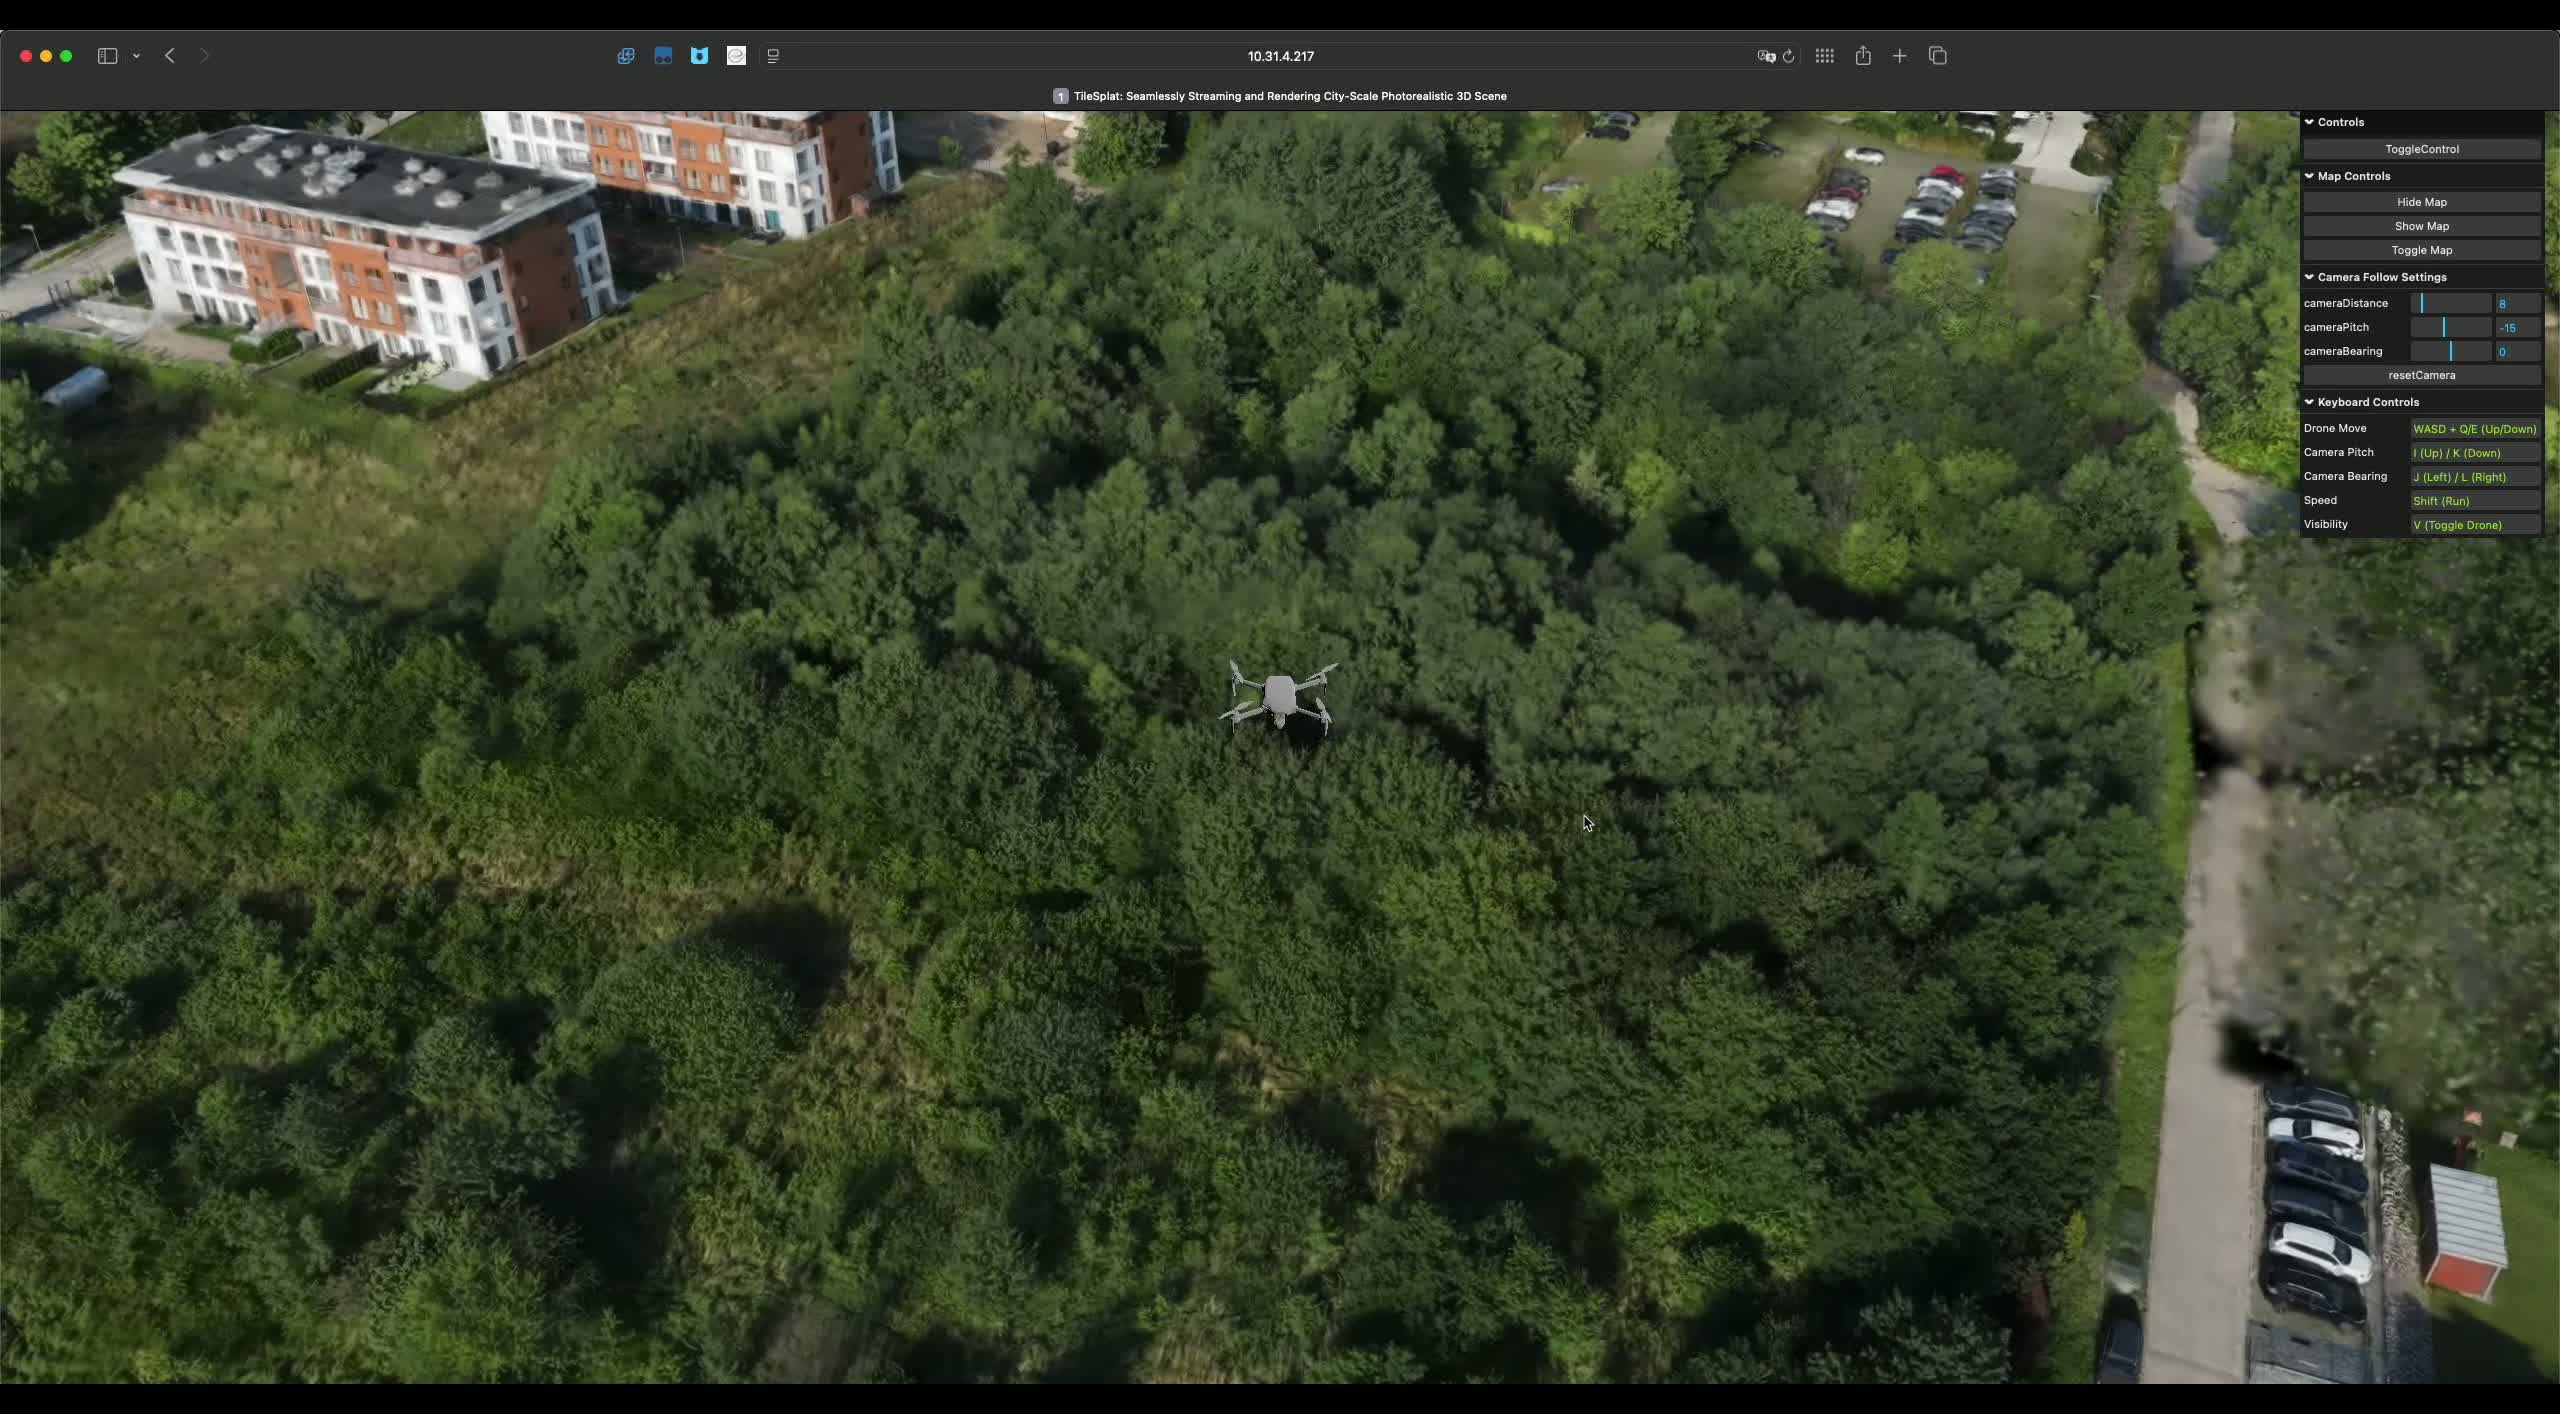 10.31.4.217
1 TileSplat: Seamlessly Streaming and Rendering City-Scale Photorealistic 3D Scene
Controls
ToggleControl
Map Controls
Hide Map
Show Map
Toggle Map
Camera Follow Settings
cameraDistance 8
cameraPitch -15
cameraBearing 0
resetCamera
Keyboard Controls
Drone Move WASD + Q/E (Up/Down)
Camera Pitch I (Up) / K (Down)
Camera Bearing J (Left) / L (Right)
Speed Shift (Run)
Visibility V (Toggle Drone)